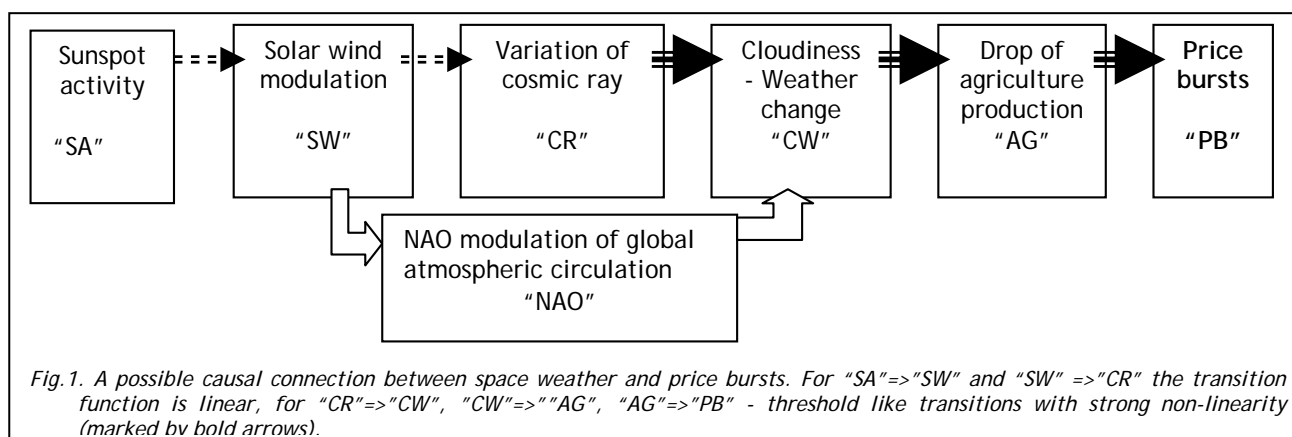 Sunspot
activity
“SA”
Solar wind
modulation
“SW”
Variation of
cosmic ray
“CR”
Cloudiness
- Weather
change
“CW”
Drop of
agriculture
production
“AG”
Price
bursts
“PB”
NAO modulation of global
atmospheric circulation
“NAO”
Fig.1. A possible causal connection between space weather and price bursts. For “SA”=>”SW” and “SW” =>”CR” the transition
function is linear, for “CR”=>”CW”, ”CW”=>””AG”, “AG”=>”PB” - threshold like transitions with strong non-linearity
(marked by bold arrows).